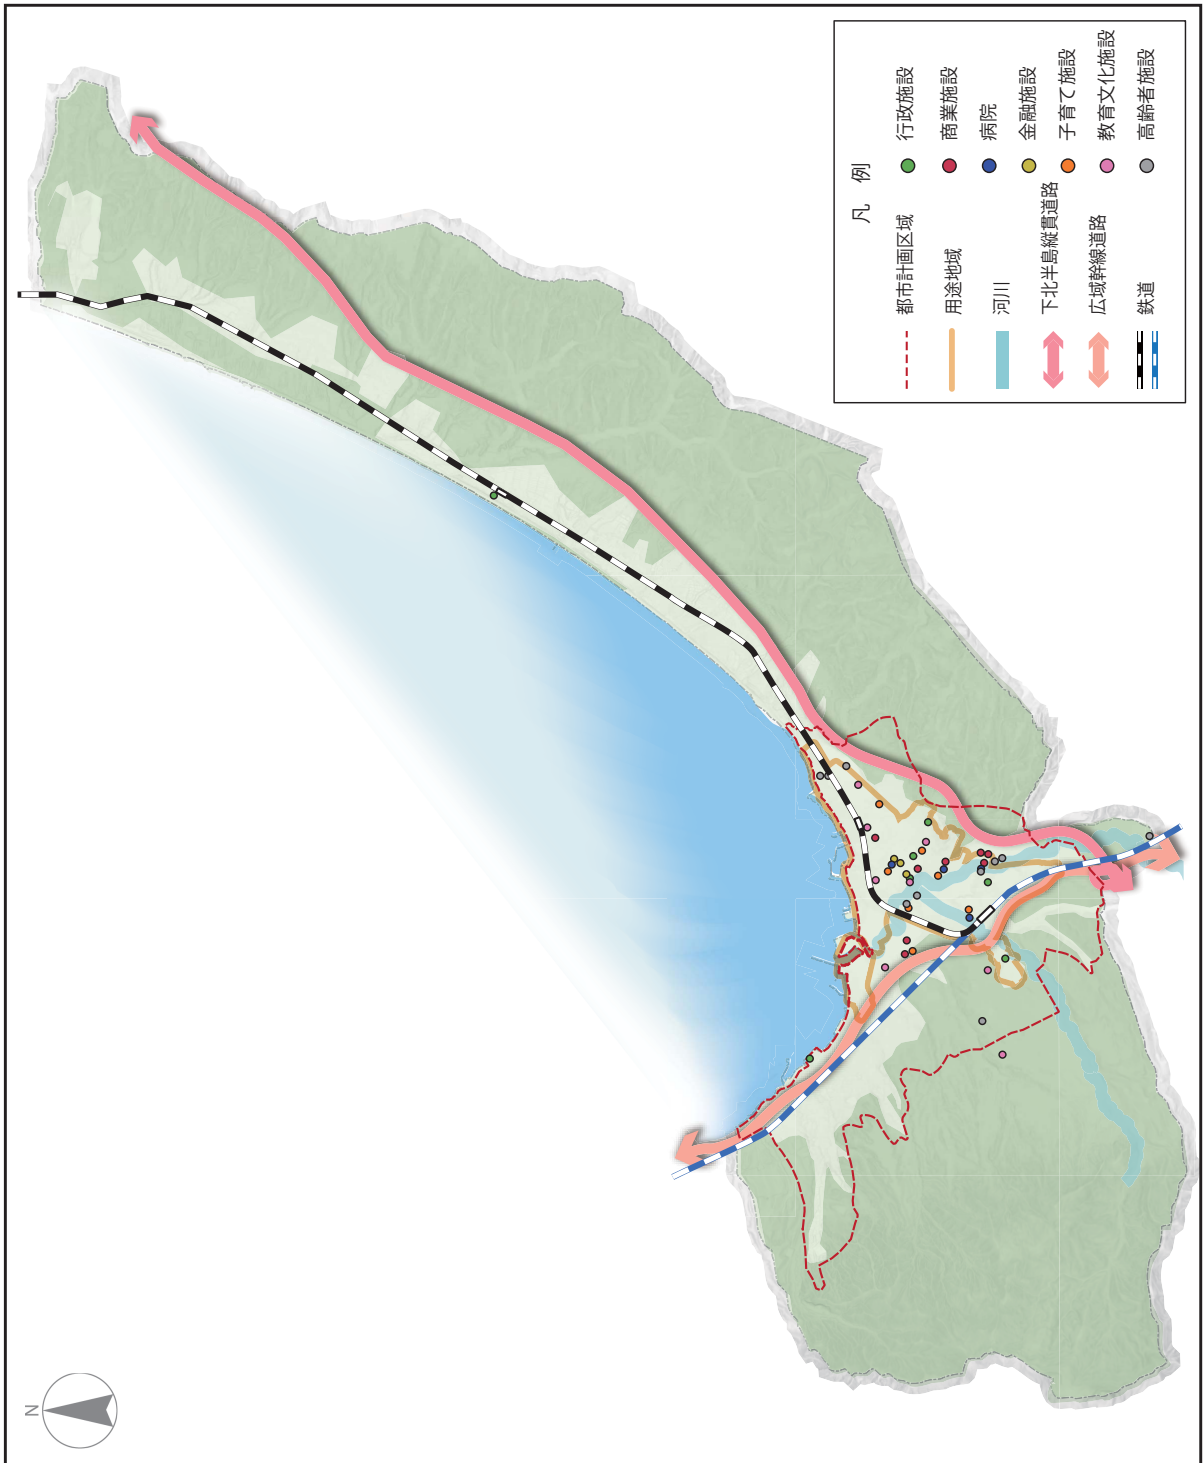 凡 例
都市計画区域
用途地域
河川
下北半島縦貫道路
広域幹線道路
鉄道
行政施設
商業施設
病院
金融施設
子育て施設
教育文化施設
高齢者施設
N